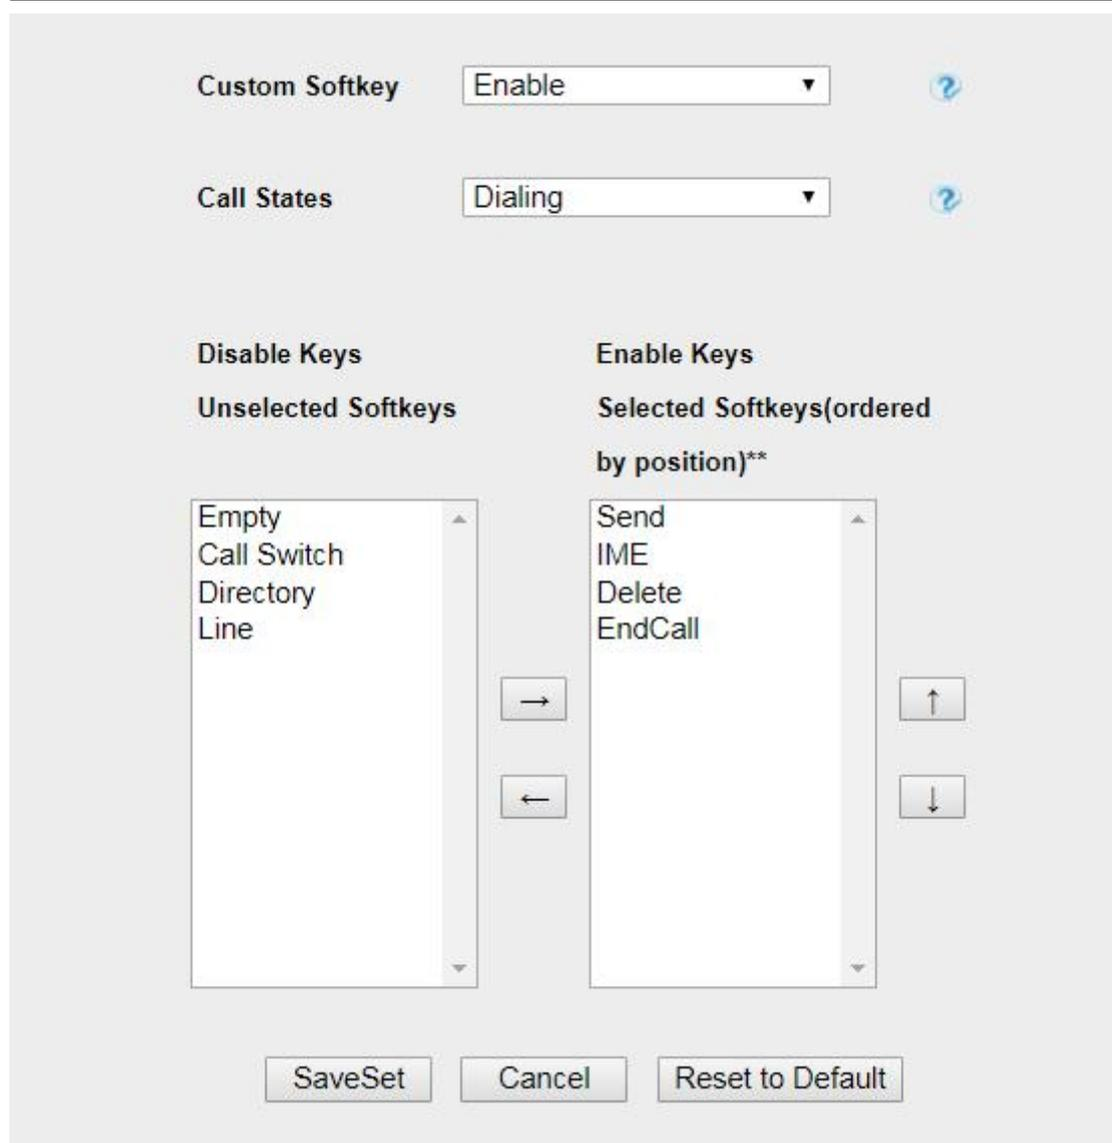 Custom Softkey Enable
Call States Dialing
Disable Keys Enable Keys
Unselected Softkeys Selected Softkeys(ordered
by position)**
Empty Send
Call Switch IME
Directory Delete
Line EndCall
→ ↑
← ↓
SaveSet Cancel Reset to Default